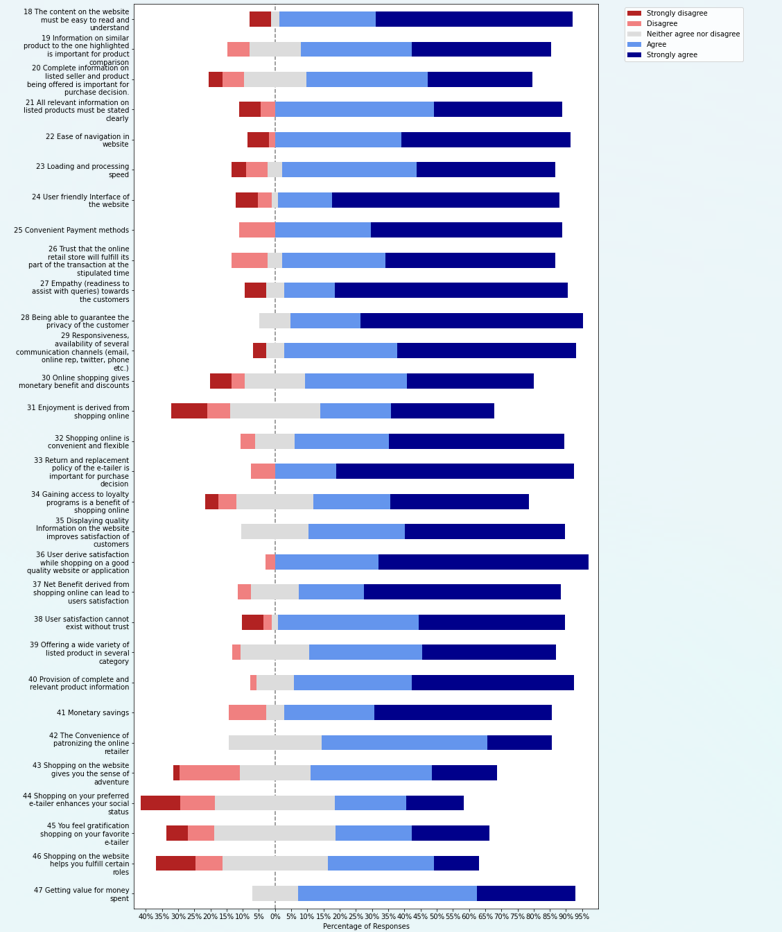 Strongly disagree
Disagree
Neither agree nor disagree
Agree
Strongly agree
18 The content on the website
must be easy to read and
understand
19 Information on similar
product to the one highlighted
is important for product
comparison
20 Complete information on
listed seller and product
being offered is important for
purchase decision.
21 All relevant information on
listed products must be stated
clearly
22 Ease of navigation in
website
23 Loading and processing
speed
24 User friendly Interface of
the website
25 Convenient Payment methods
26 Trust that the online
retail store will fulfill its
part of the transaction at the
stipulated time
27 Empathy (readiness to
assist with queries) towards
the customers
28 Being able to guarantee the
privacy of the customer
29 Responsiveness,
availability of several
communication channels (email,
online rep, twitter, phone
etc.)
30 Online shopping gives
monetary benefit and discounts
31 Enjoyment is derived from
shopping online
32 Shopping online is
convenient and flexible
33 Return and replacement
policy of the e-tailer is
important for purchase
decision
34 Gaining access to loyalty
programs is a benefit of
shopping online
35 Displaying quality
Information on the website
improves satisfaction of
customers
36 User derive satisfaction
while shopping on a good
quality website or application
37 Net Benefit derived from
shopping online can lead to
users satisfaction
38 User satisfaction cannot
exist without trust
39 Offering a wide variety of
listed product in several
category
40 Provision of complete and
relevant product information
41 Monetary savings
42 The Convenience of
patronizing the online
retailer
43 Shopping on the website
gives you the sense of
adventure
44 Shopping on your preferred
e-tailer enhances your social
status
45 You feel gratification
shopping on your favorite
e-tailer
46 Shopping on the website
helps you fulfill certain
roles
47 Getting value for money
spent
40% 35% 30% 25% 20% 15% 10% 5% 0% 5% 10% 15% 20% 25% 30% 35% 40% 45% 50% 55% 60% 65% 70% 75% 80% 85% 90% 95%
Percentage of Responses